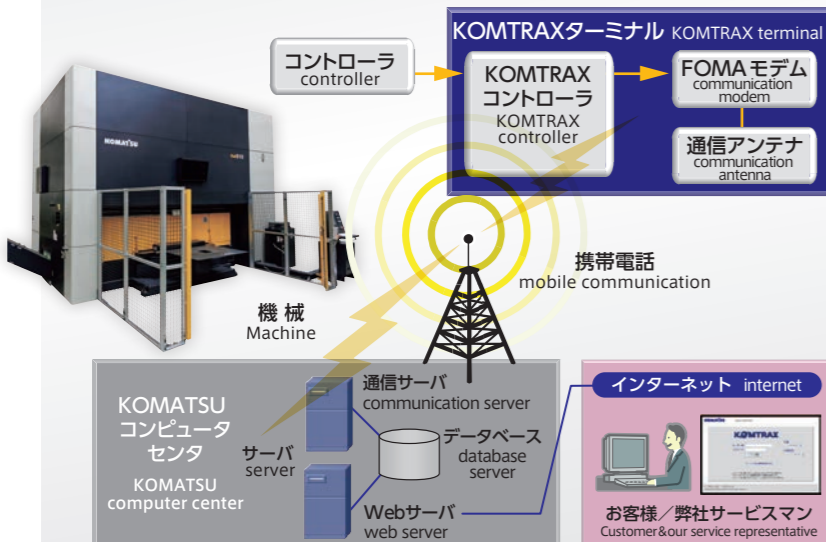 KOMTRAXターミナル KOMTRAX terminal
コントローラ
controller
KOMTRAX
コントローラ
KOMTRAX
controller
FOMAモデム
communication
modem
通信アンテナ
communication
antenna
KOMATSU
携帯電話
mobile communication
機 械
Machine
KOMATSU
コンピュータ
センタ
KOMATSU
computer center
通信サーバ
communication server
サーバ
server
データベース
database
server
Webサーバ
web server
インターネット internet
KOMTRAX
お客様／弊社サービスマン
Customer&our service representative